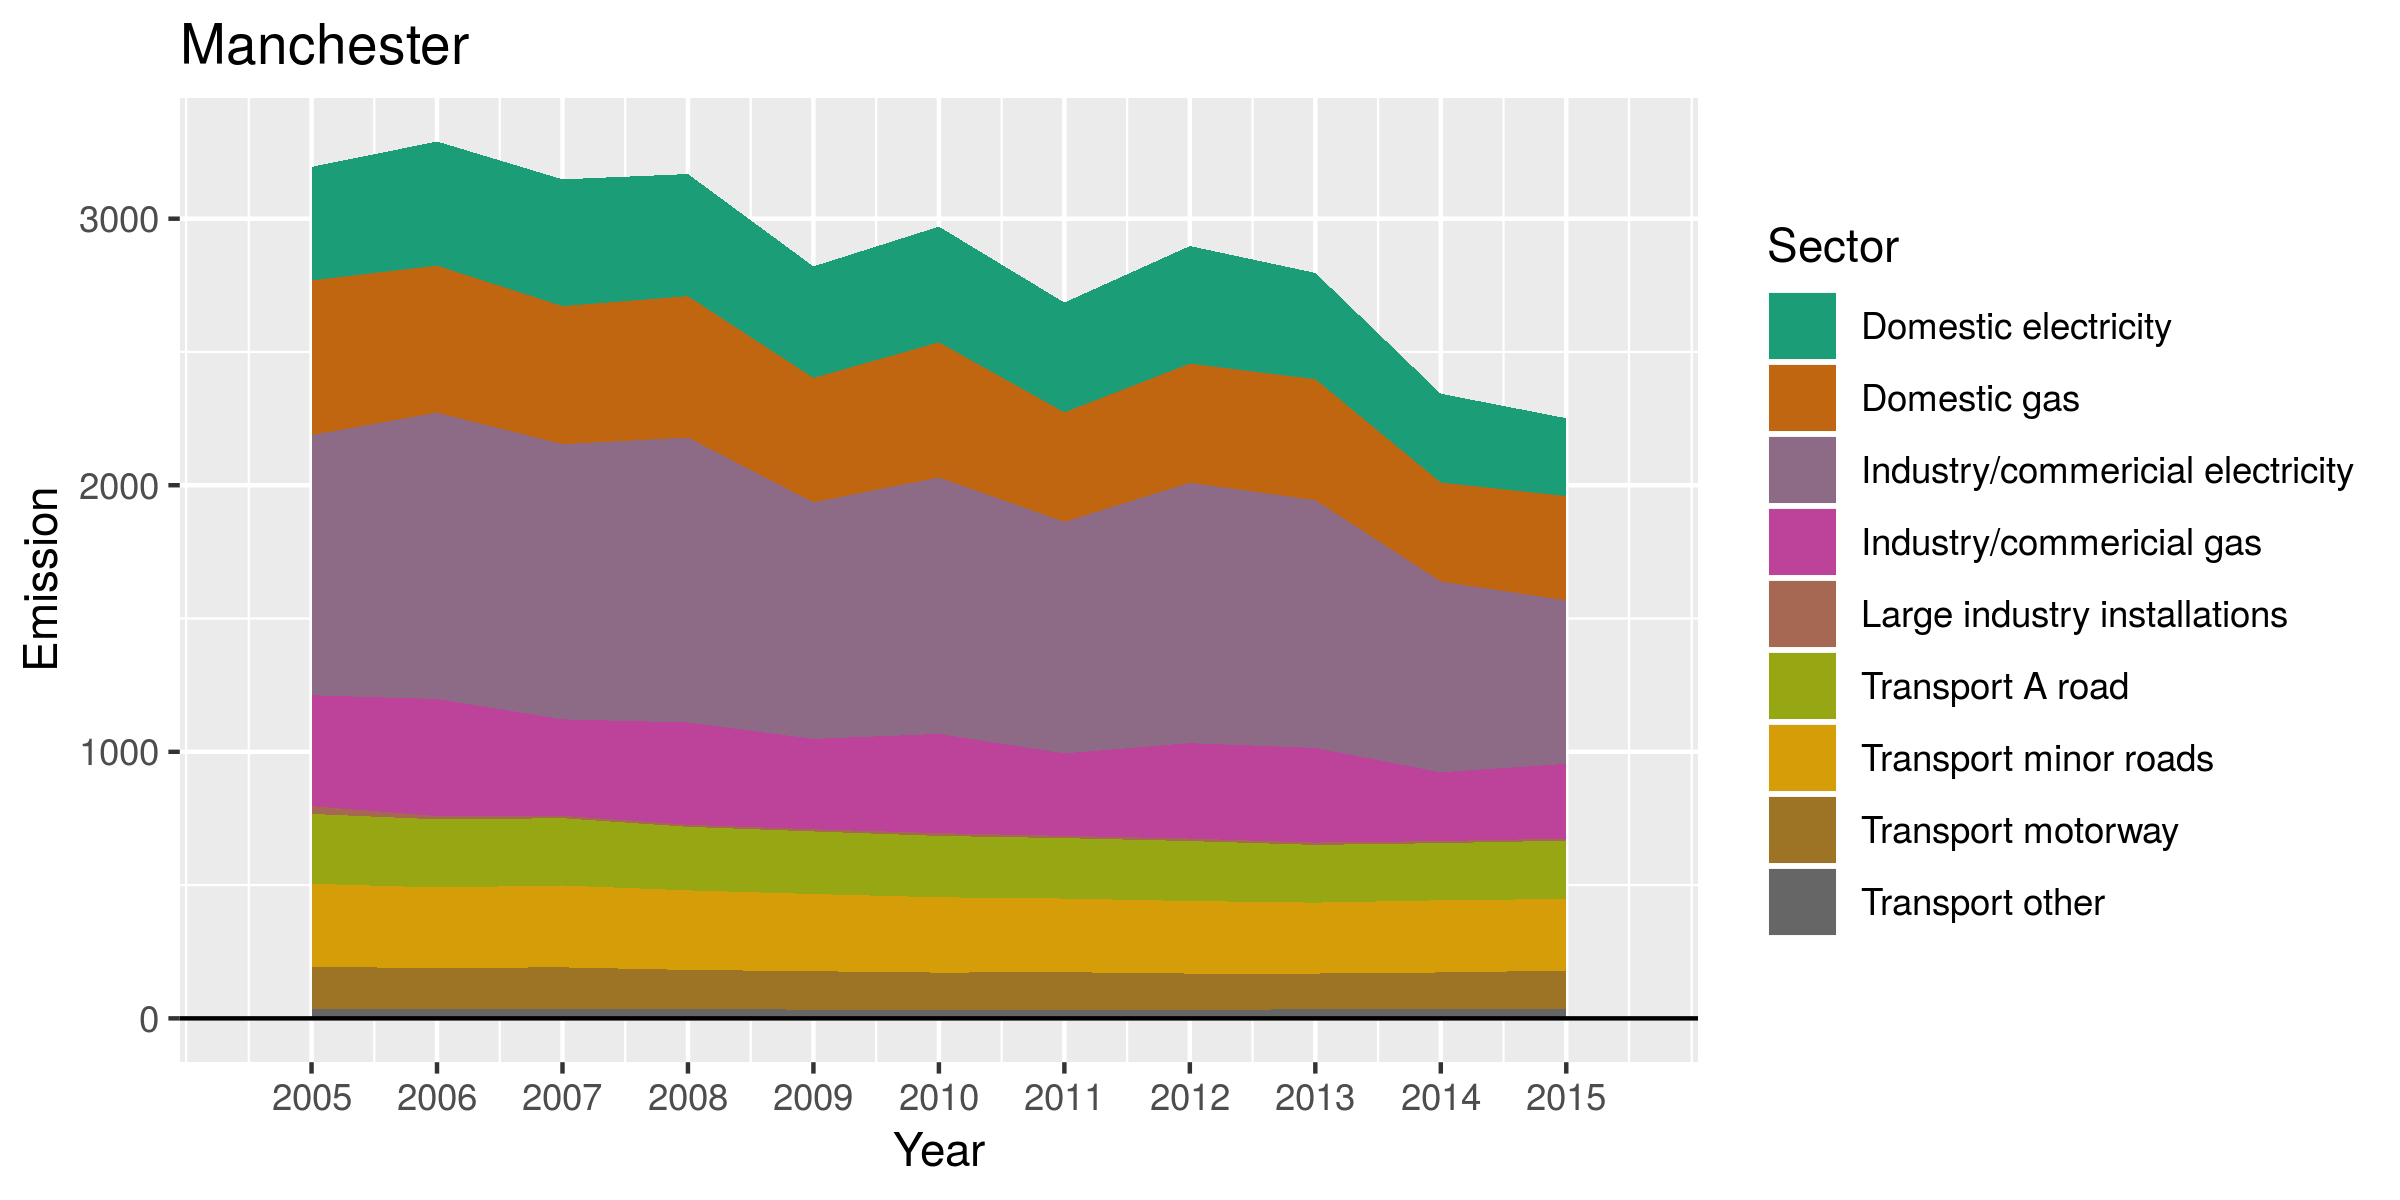 Manchester
Emission
3000
2000
1000
0
2005 2006 2007 2008 2009 2010 2011 2012 2013 2014 2015
Year
Sector
Domestic electricity
Domestic gas
Industry/commericial electricity
Industry/commericial gas
Large industry installations
Transport A road
Transport minor roads
Transport motorway
Transport other